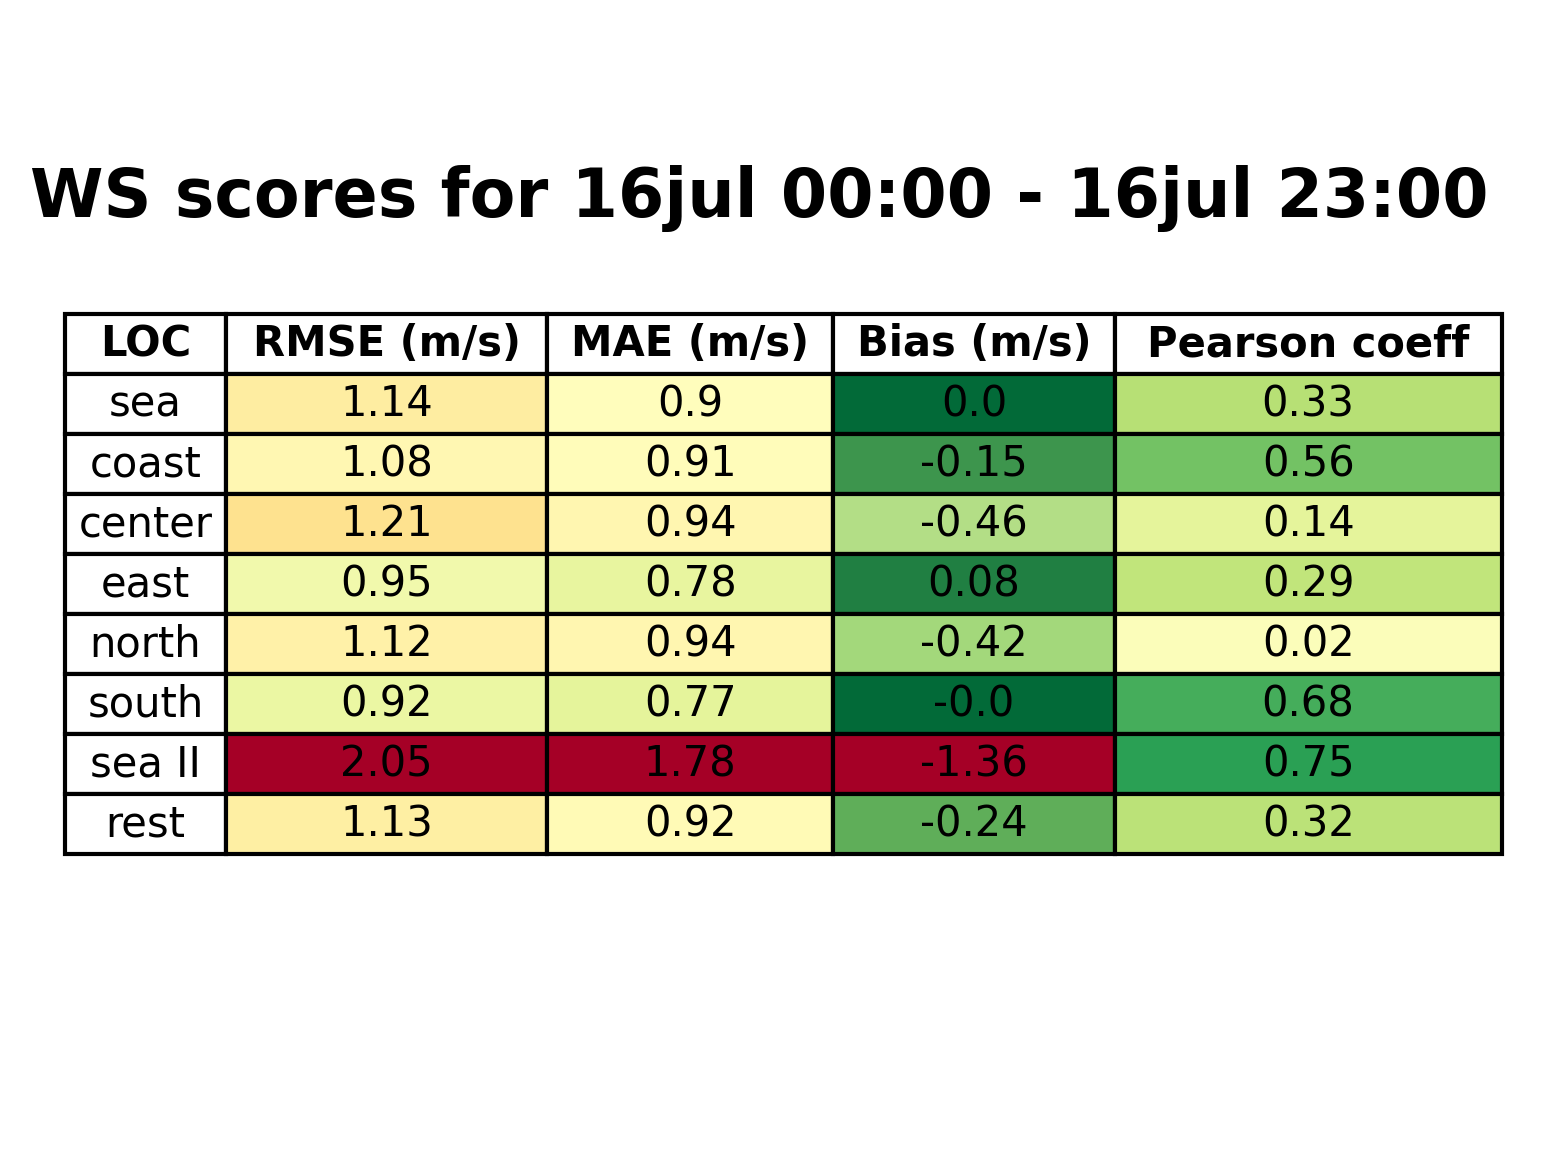 WS scores for 16jul 00:00 - 16jul 23:00
LOC RMSE (m/s) MAE (m/s) Bias (m/s) Pearson coeff
sea 1.14 0.9 0.0 0.33
coast 1.08 0.91 -0.15 0.56
center 1.21 0.94 -0.46 0.14
east 0.95 0.78 0.08 0.29
north 1.12 0.94 -0.42 0.02
south 0.92 0.77 -0.0 0.68
sea II 2.05 1.78 -1.36 0.75
rest 1.13 0.92 -0.24 0.32